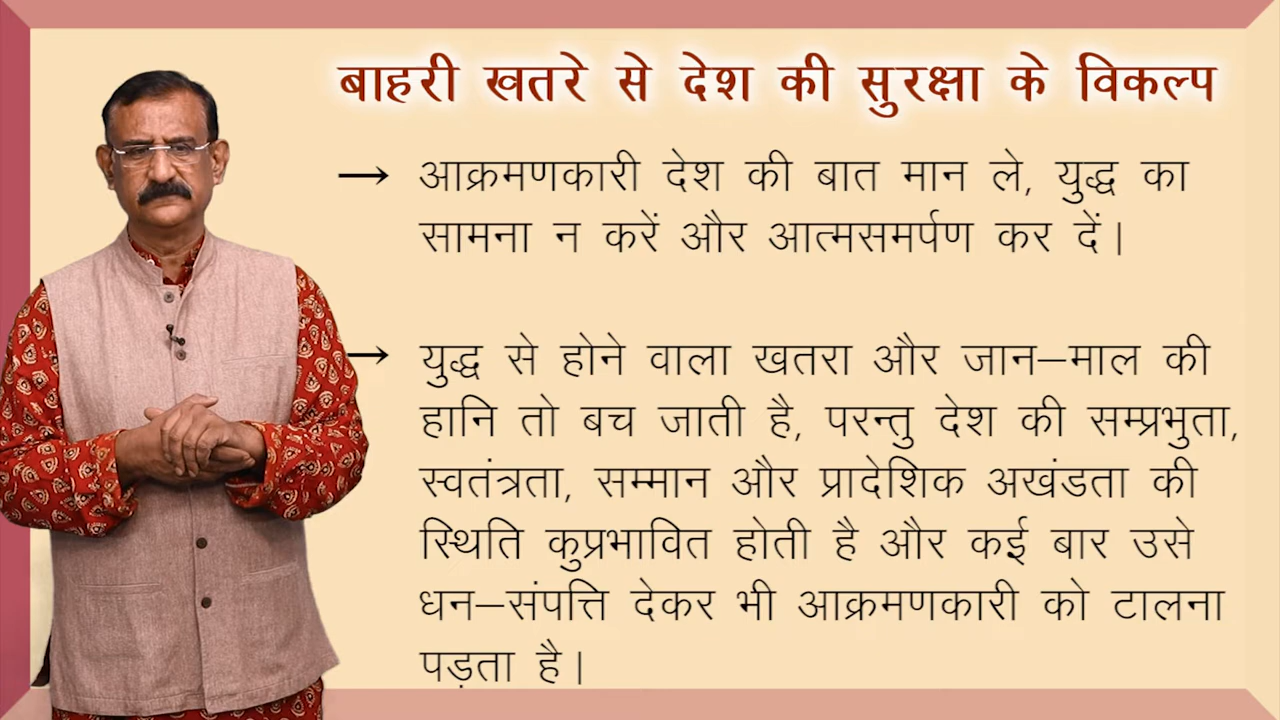 बाहरी खतरे से देश की सुरक्षा के विकल्प
→ आक्रमणकारी देश की बात मान ले, युद्ध का
सामना न करें और आत्मसमर्पण कर दें।
→ युद्ध से होने वाला खतरा और जान–माल की
हानि तो बच जाती है, परन्तु देश की सम्प्रभुता,
स्वतंत्रता, सम्मान और प्रादेशिक अखंडता की
स्थिति कुप्रभावित होती है और कई बार उसे
धन–संपत्ति देकर भी आक्रमणकारी को टालना
पड़ता है।